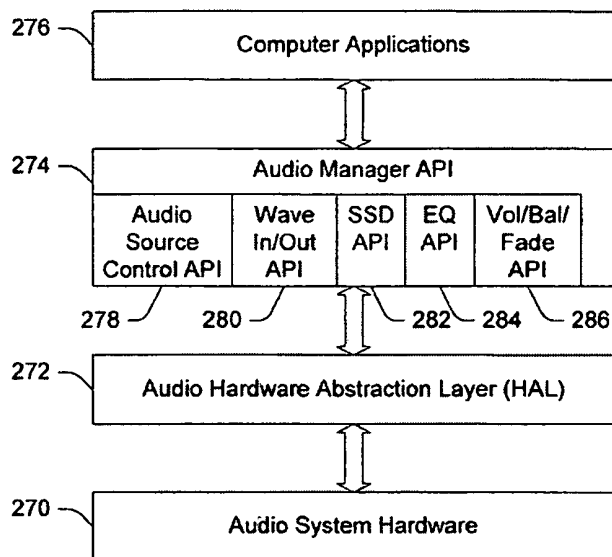 276
Computer Applications
274
Audio Manager API
Audio
Source
Control API
Wave
In/Out
API
SSD
API
EQ
API
Vol/Bal/
Fade
API
278
280
282
284
286
272
Audio Hardware Abstraction Layer (HAL)
270
Audio System Hardware